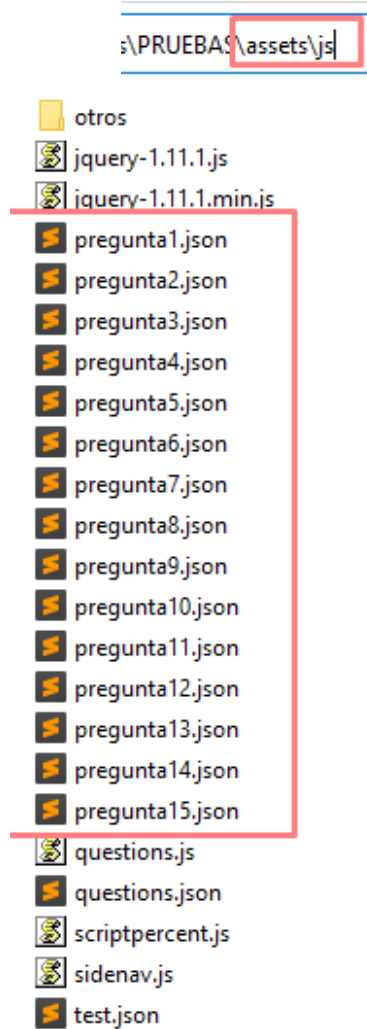 s\PRUEBAS\assets\js
otros
jquery-1.11.1.js
jquery-1.11.1.min.js
pregunta1.json
pregunta2.json
pregunta3.json
pregunta4.json
pregunta5.json
pregunta6.json
pregunta7.json
pregunta8.json
pregunta9.json
pregunta10.json
pregunta11.json
pregunta12.json
pregunta13.json
pregunta14.json
pregunta15.json
questions.js
questions.json
scriptpercent.js
sidenav.js
test.json